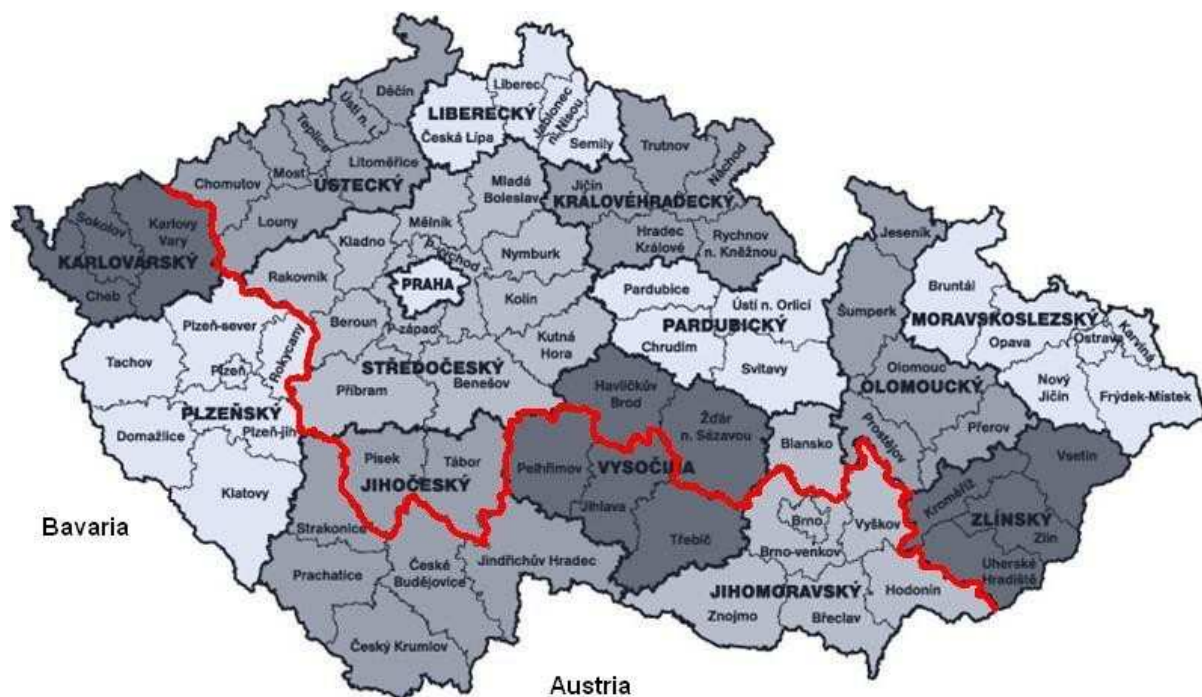 Děčín
Ústí n. L.
Teplice
Liberec
LIBERECKÝ
Jablonec
n. Nisou
Česká Lípa
Semily
Trutnov
Náchod
Chomutov
Most
Litoměřice
ÚSTECKÝ
Louny
Mladá
Boleslav
Jičín
KRÁLOVÉHRADECKÝ
Hradec
Králové
Rychnov
n. Kněžnou
Jeseník
Sokolov
Karlovy
Vary
KARLOVARSKÝ
Cheb
Mělník
Kladno
Nymburk
Rakovník
PRAHA
Kolín
Pardubice
Ústí n. Orlicí
Šumperk
Bruntál
Plzeň-sever
Beroun
Kutná
Hora
PARDUBICKÝ
Chrudim
MORAVSKOSLEZSKÝ
Opava
Ostrava
Karviná
Tachov
Plzeň
Rokycany
STŘEDOČESKÝ
Příbram
Benešov
Svitavy
Olomouc
OLOMOUCKÝ
Nový
Jičín
Frýdek-Místek
PLZEŇSKÝ
Domažlice
Plzeň-jih
Havlíčkův
Brod
Žďár
n. Sázavou
Blansko
Prostějov
Přerov
Klatovy
Písek
Tábor
JIHOČESKÝ
Pelhřimov
VYSOČINA
Vsetín
Bavaria
Strakonice
Jihlava
Třebíč
Brno
Brno-venkov
Vyškov
Kroměříž
ZLÍNSKÝ
Zlín
Prachatice
České
Budějovice
Jindřichův Hradec
Uherské
Hradiště
JIHOMORAVSKÝ
Hodonín
Znojmo
Břeclav
Český Krumlov
Austria